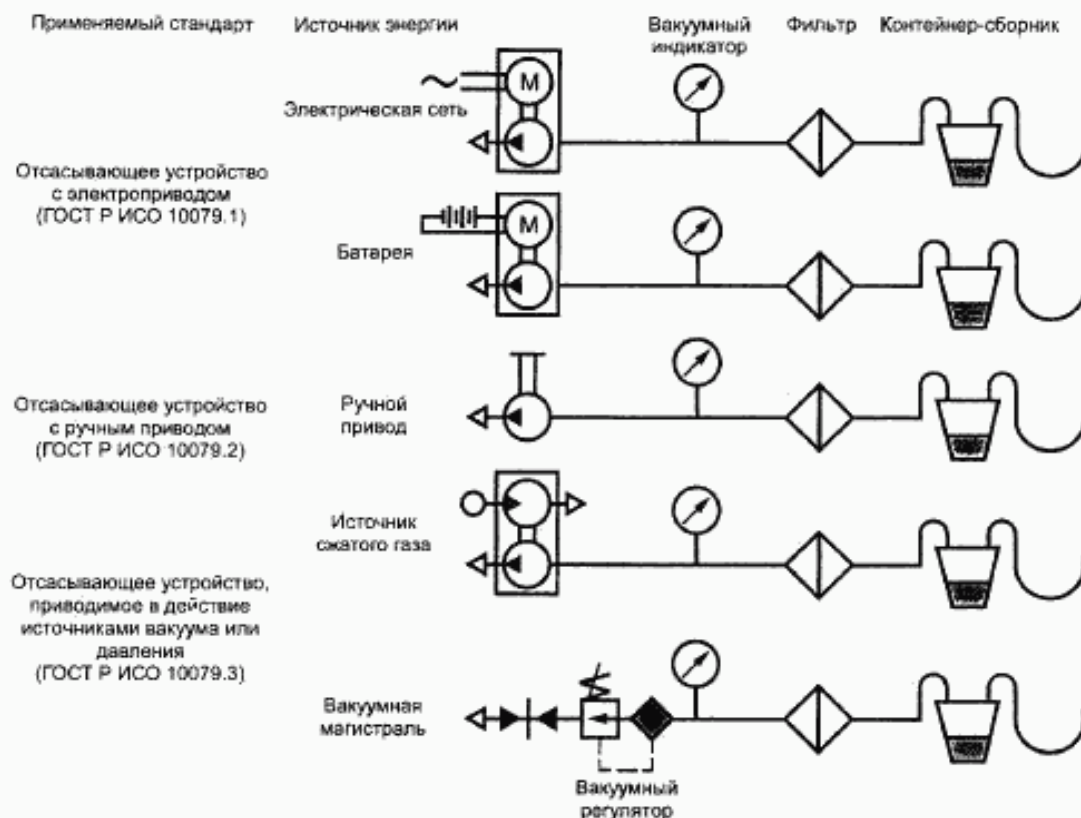 Применяемый стандарт
Источник энергии
Вакуумный
индикатор
Фильтр
Контейнер-сборник
M
Электрическая сеть
Отсасывающее устройство
с электроприводом
(ГОСТ Р ИСО 10079.1)
M
Батарея
Отсасывающее устройство
с ручным приводом
(ГОСТ Р ИСО 10079.2)
Ручной
привод
Источник
сжатого газа
Отсасывающее устройство,
приводимое в действие
источниками вакуума или
давления
(ГОСТ Р ИСО 10079.3)
Вакуумная
магистраль
Вакуумный
регулятор